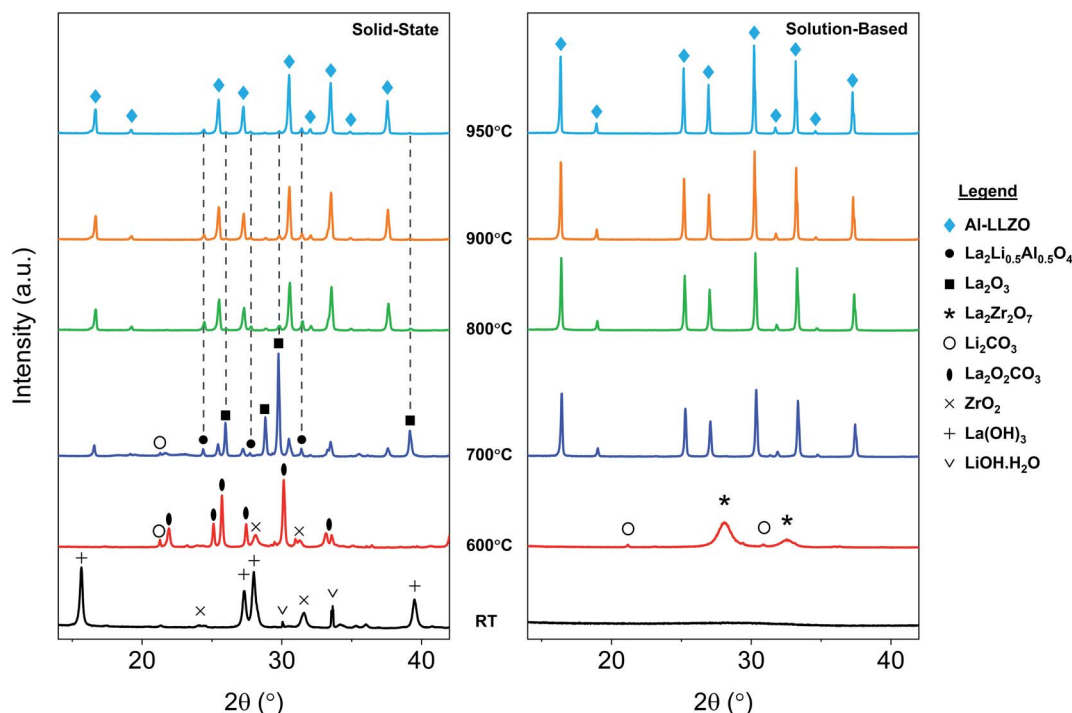 Solid-State
Solution-Based
Intensity (a.u.)
950°C
900°C
800°C
700°C
600°C
RT
20
30
40
2θ (°)
20
30
40
2θ (°)
Legend
Al-LLZO
La₂Li₀.₅Al₀.₅O₄
La₂O₃
La₂Zr₂O₇
Li₂CO₃
La₂O₂CO₃
ZrO₂
La(OH)₃
LiOH.H₂O